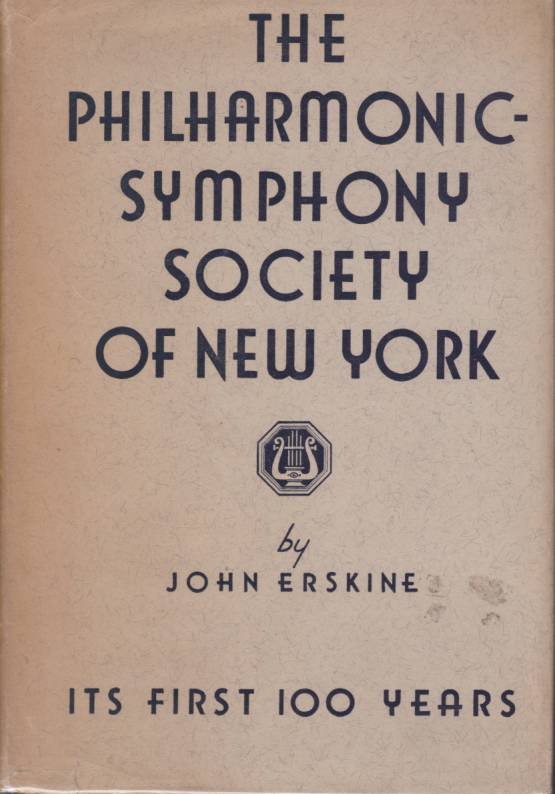 THE
PHILHARMONIC-
SYMPHONY
SOCIETY
OF NEW YORK
by
JOHN ERSKINE
ITS FIRST 100 YEARS